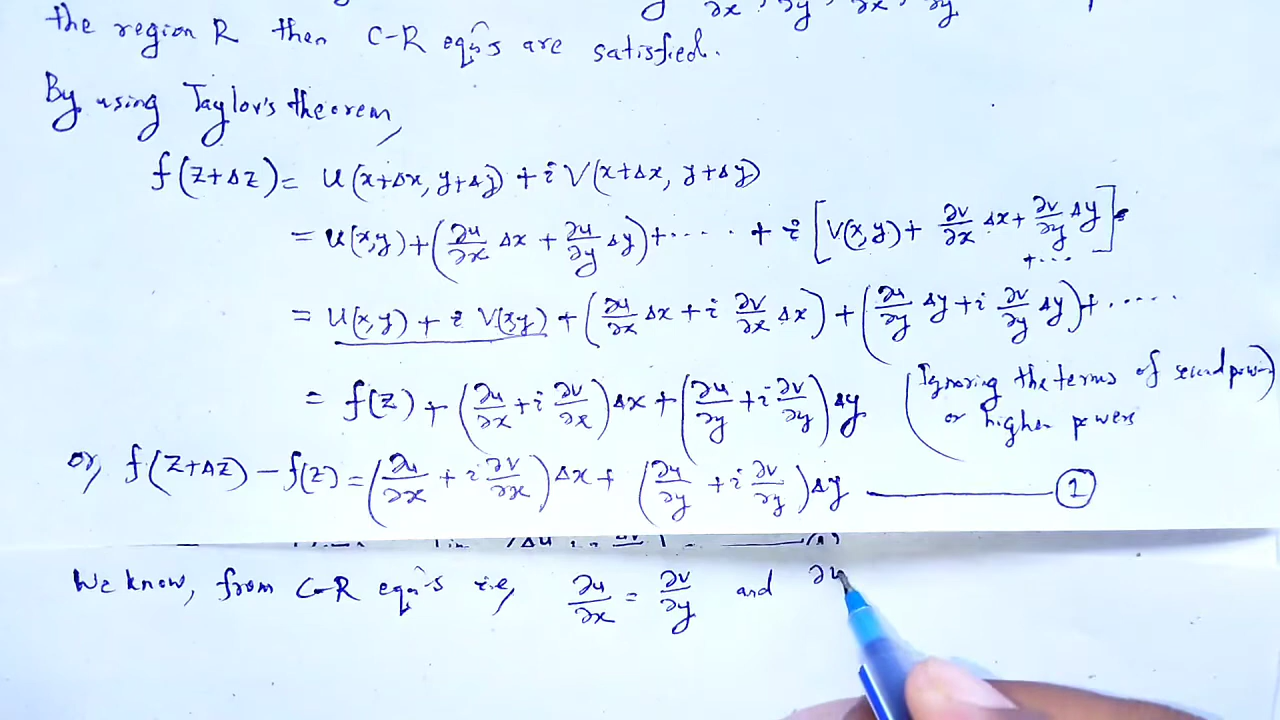 ∂x, ∂y, ∂x, ∂y
the region R then C-R eqn's are satisfied.
By using Taylor's theorem,
f(z+Δz) = u(x+Δx, y+Δy) + i V(x+Δx, y+Δy)
= u(x,y) + (∂u/∂x Δx + ∂u/∂y Δy) + ..... + i [V(x,y) + ∂v/∂x Δx + ∂v/∂y Δy]
+...
= u(x,y) + i V(x,y) + (∂u/∂x Δx + i ∂v/∂x Δx) + (∂u/∂y Δy + i ∂v/∂y Δy) + .....
= f(z) + (∂u/∂x + i ∂v/∂x) Δx + (∂u/∂y + i ∂v/∂y) Δy (Ignoring the terms of second power
or higher powers)
or, f(z+Δz) - f(z) = (∂u/∂x + i ∂v/∂x) Δx + (∂u/∂y + i ∂v/∂y) Δy ——— ①
We know, from C-R eqn's i.e, ∂u/∂x = ∂v/∂y and ∂u